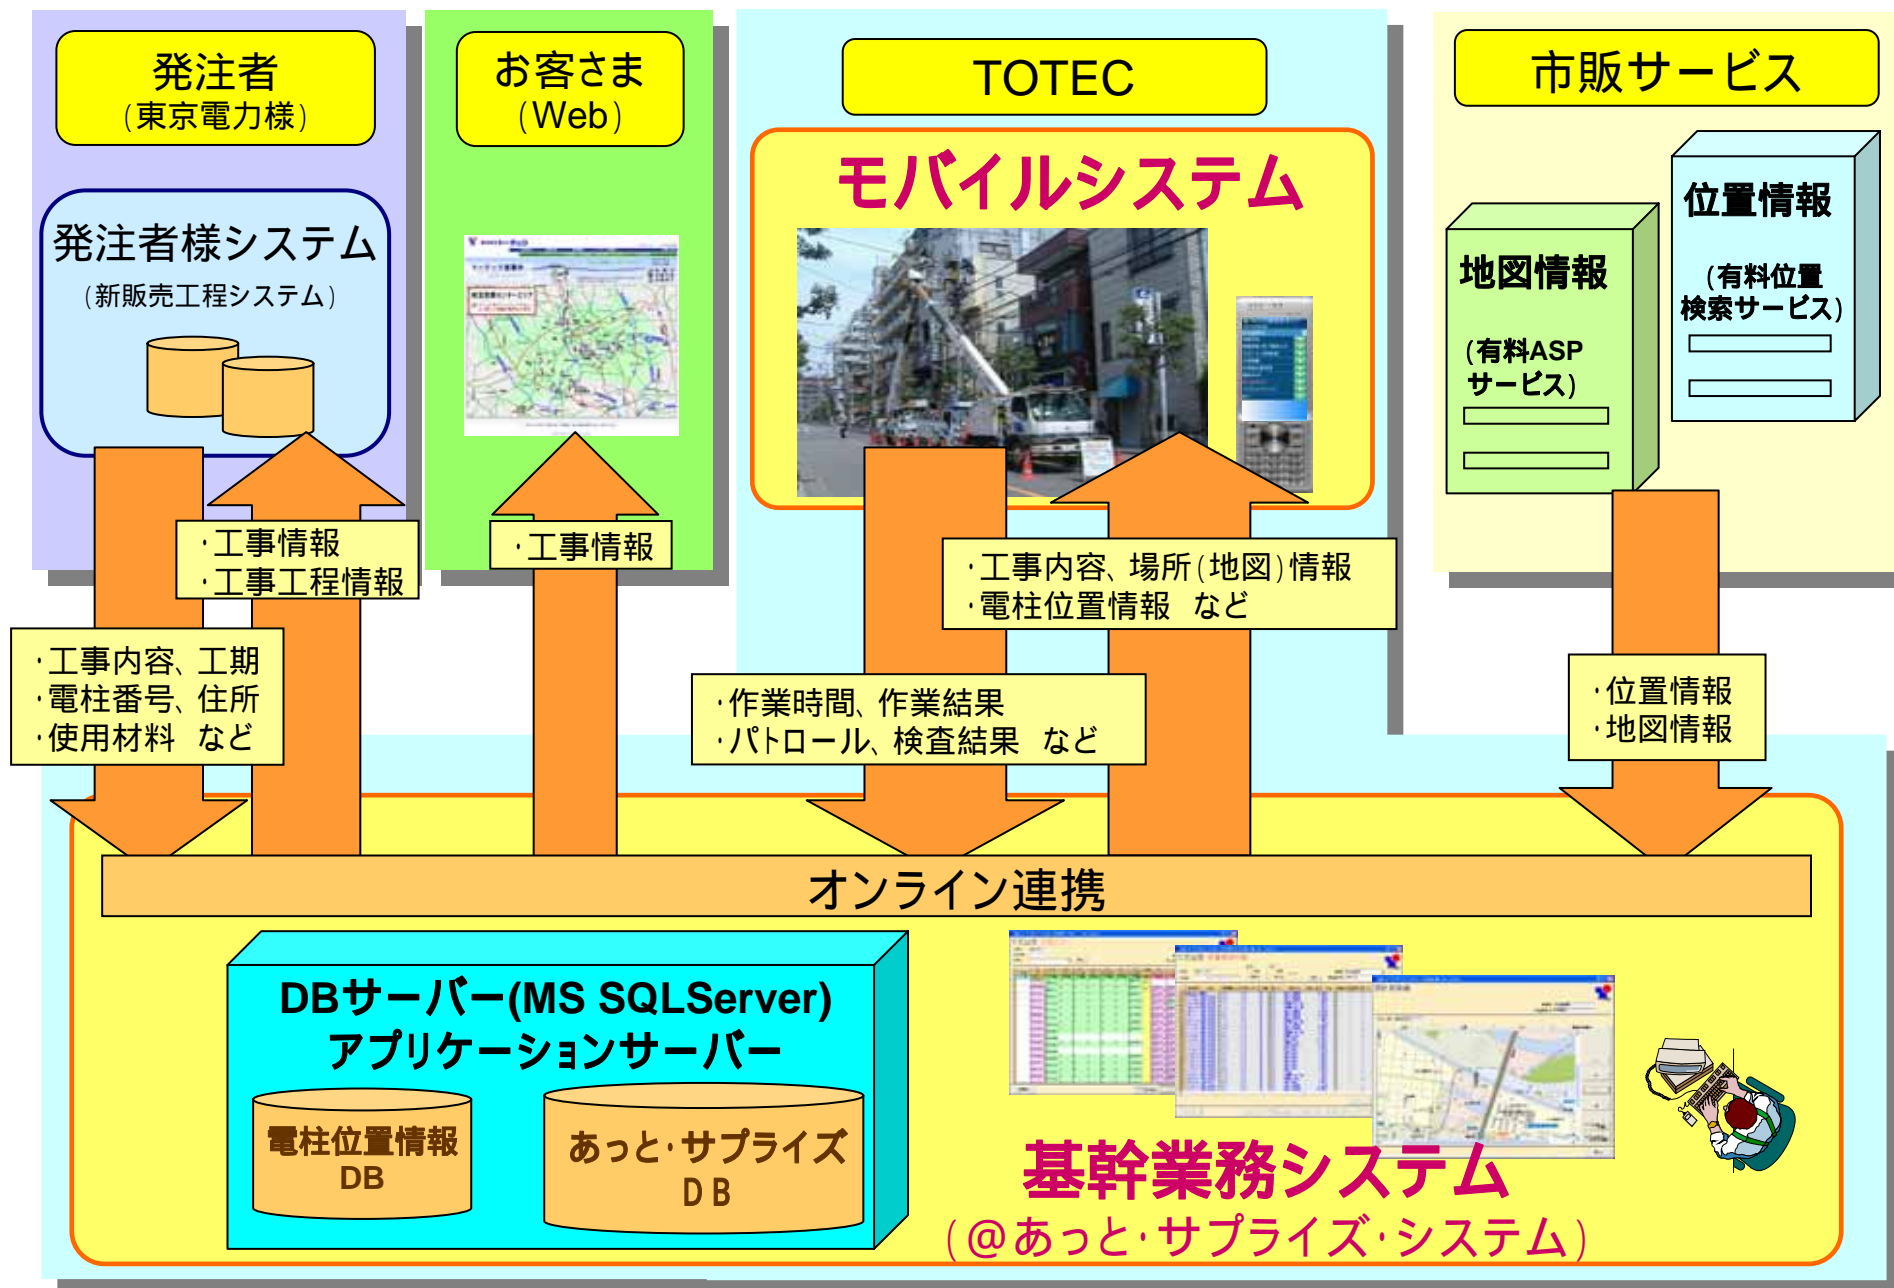 発注者
(東京電力様)
お客さま
(Web)
TOTEC
市販サービス
発注者様システム
(新販売工程システム)
モバイルシステム
位置情報
(有料位置
検索サービス)
地図情報
(有料ASP
サービス)
・工事情報
・工事工程情報
・工事情報
・工事内容、場所(地図)情報
・電柱位置情報　など
・工事内容、工期
・電柱番号、住所
・使用材料　など
・作業時間、作業結果
・パトロール、検査結果　など
・位置情報
・地図情報
オンライン連携
DBサーバー(MS SQLServer)
アプリケーションサーバー
電柱位置情報
DB
あっと・サプライズ
DB
基幹業務システム
(@あっと・サプライズ・システム)